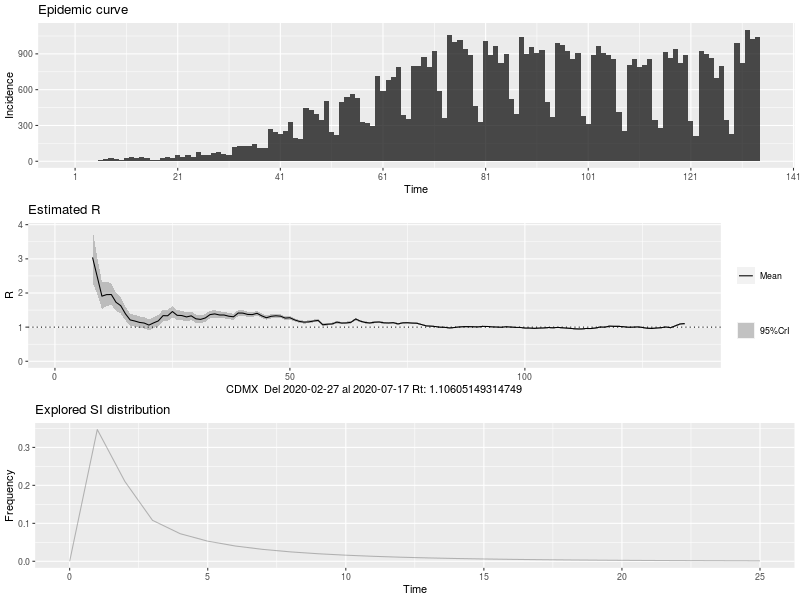 Epidemic curve
Incidence
900
600
300
0
1 21 41 61 81 101 121 141
Time
Estimated R
R
4
3
2
1
0
0 50 100
CDMX Del 2020-02-27 al 2020-07-17 Rt: 1.10605149314749
Mean
95%CrI
Explored SI distribution
Frequency
0.3
0.2
0.1
0.0
0 5 10 15 20 25
Time